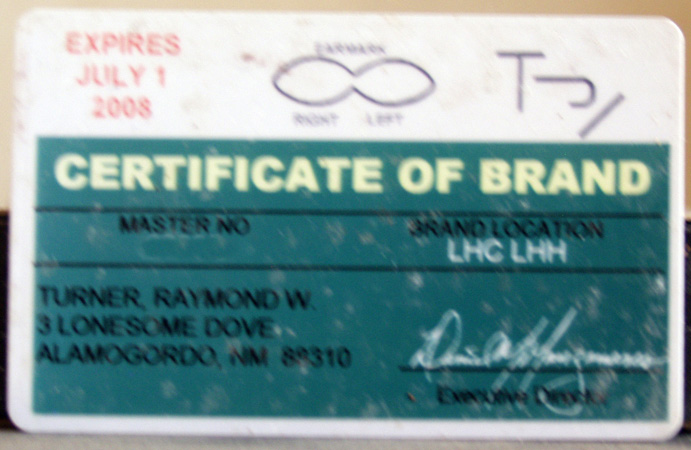 EXPIRES
JULY 1
2008
EARMARK
RIGHT LEFT
CERTIFICATE OF BRAND
MASTER NO
BRAND LOCATION
LHC LHH
TURNER, RAYMOND W.
3 LONESOME DOVE
ALAMOGORDO, NM 88310
Executive Director